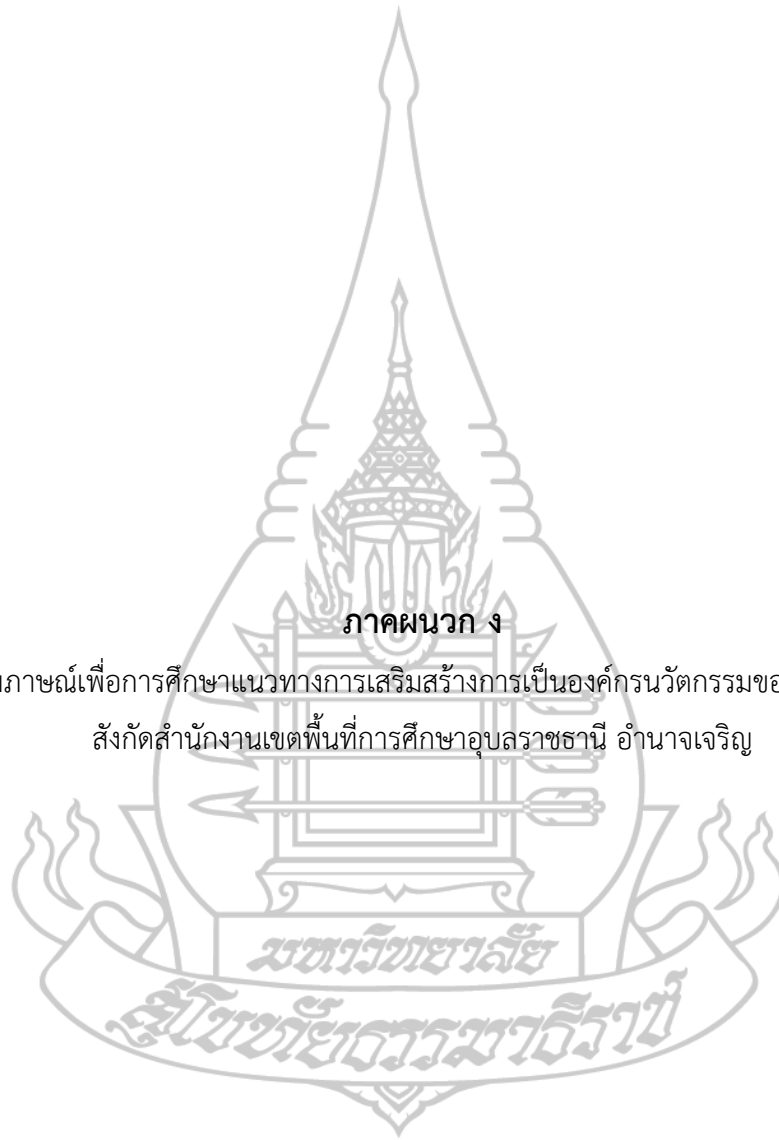 ภาคผนวก ง
ภาษณ์เพื่อการศึกษาแนวทางการเสริมสร้างการเป็นองค์กรนวัตกรรมขอ
สังกัดสำนักงานเขตพื้นที่การศึกษาอุบลราชธานี อำนาจเจริญ
มหาวิทยาลัย
สุโขทัยธรรมาธิราช